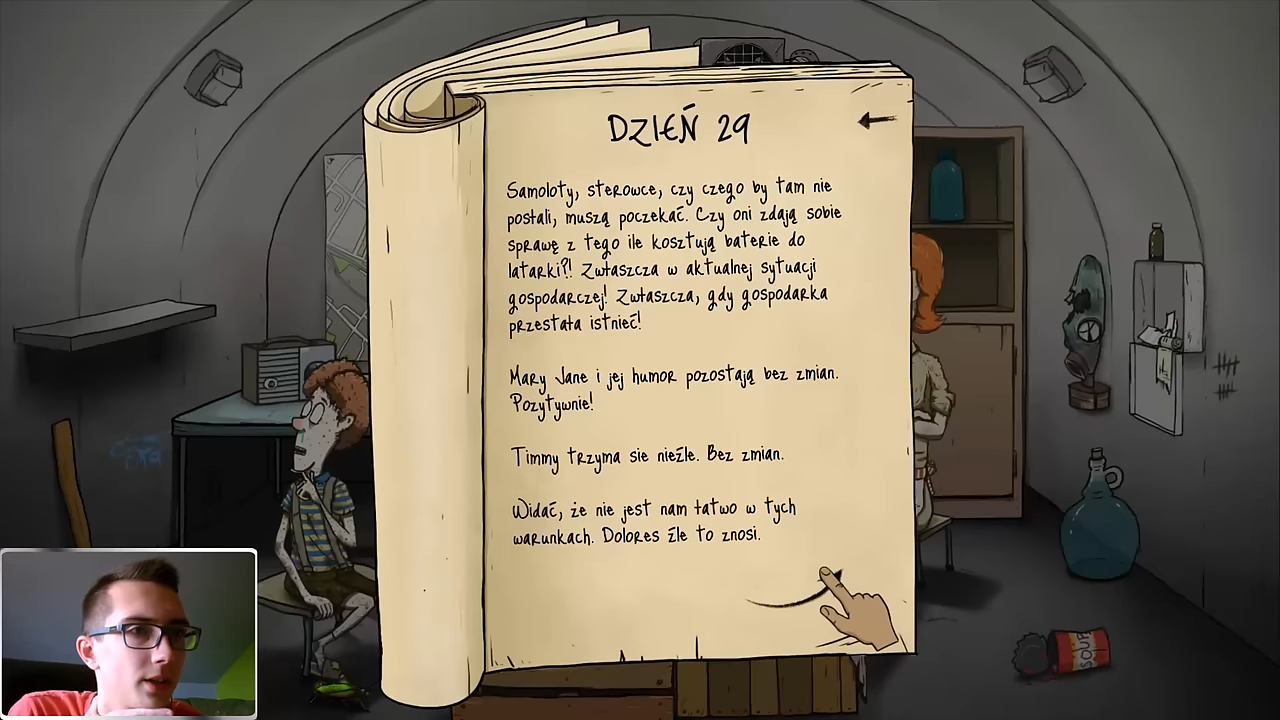 DZIEŃ 29
Samoloty, sterowce, czy czego by tam nie
posłali, muszą poczekać. Czy oni zdają sobie
sprawę z tego ile kosztują baterie do
latarki?! Zwłaszcza w aktualnej sytuacji
gospodarczej! Zwłaszcza, gdy gospodarka
przestała istnieć!
Mary Jane i jej humor pozostają bez zmian.
Pozytywnie!
Timmy trzyma sie nieźle. Bez zmian.
Widać, że nie jest nam łatwo w tych
warunkach. Dolores źle to znosi.
SOUP